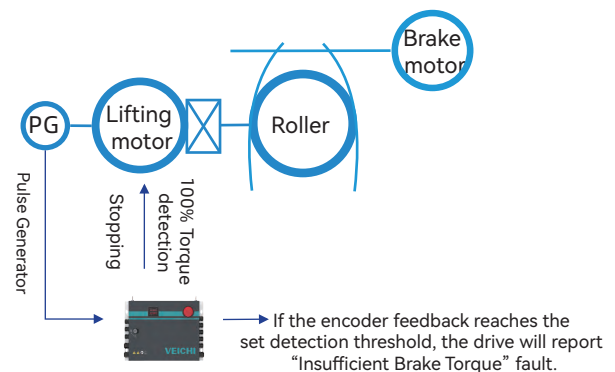 Brake
motor
PG
Lifting
motor
Roller
Pulse Generator
Stopping
100% Torque
detection
VEICHI
If the encoder feedback reaches the
set detection threshold, the drive will report
“Insufficient Brake Torque” fault.